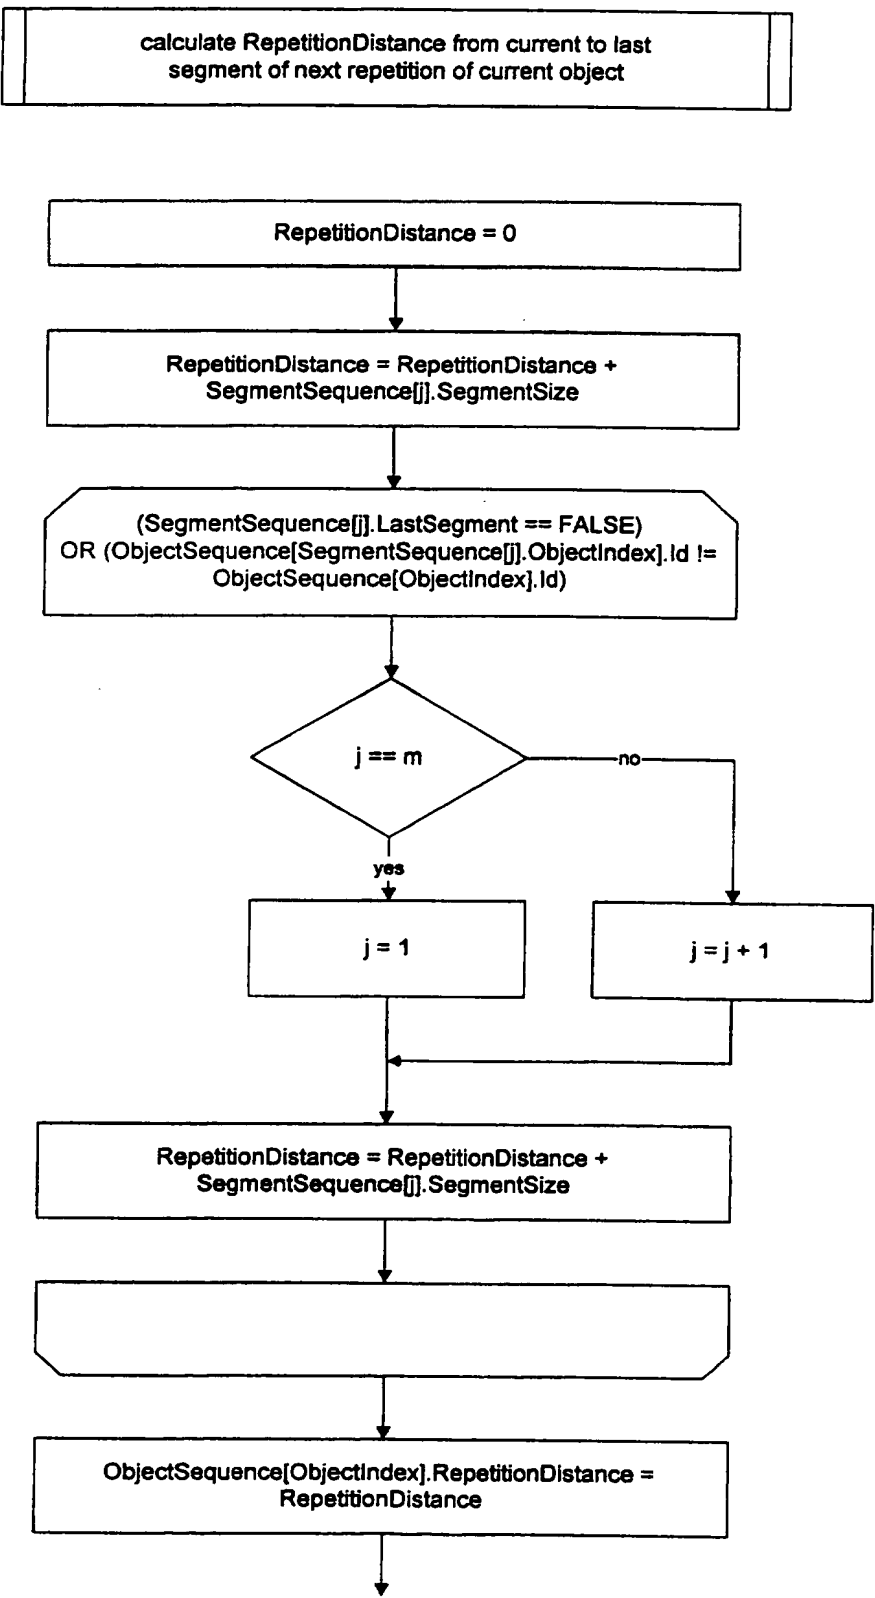 calculate RepetitionDistance from current to last
segment of next repetition of current object
RepetitionDistance = 0
RepetitionDistance = RepetitionDistance +
SegmentSequence[j].SegmentSize
(SegmentSequence[j].LastSegment == FALSE)
OR (ObjectSequence[SegmentSequence[j].ObjectIndex].Id !=
ObjectSequence[ObjectIndex].Id)
j == m
no
yes
j = 1
j = j + 1
RepetitionDistance = RepetitionDistance +
SegmentSequence[j].SegmentSize
ObjectSequence[ObjectIndex].RepetitionDistance =
RepetitionDistance